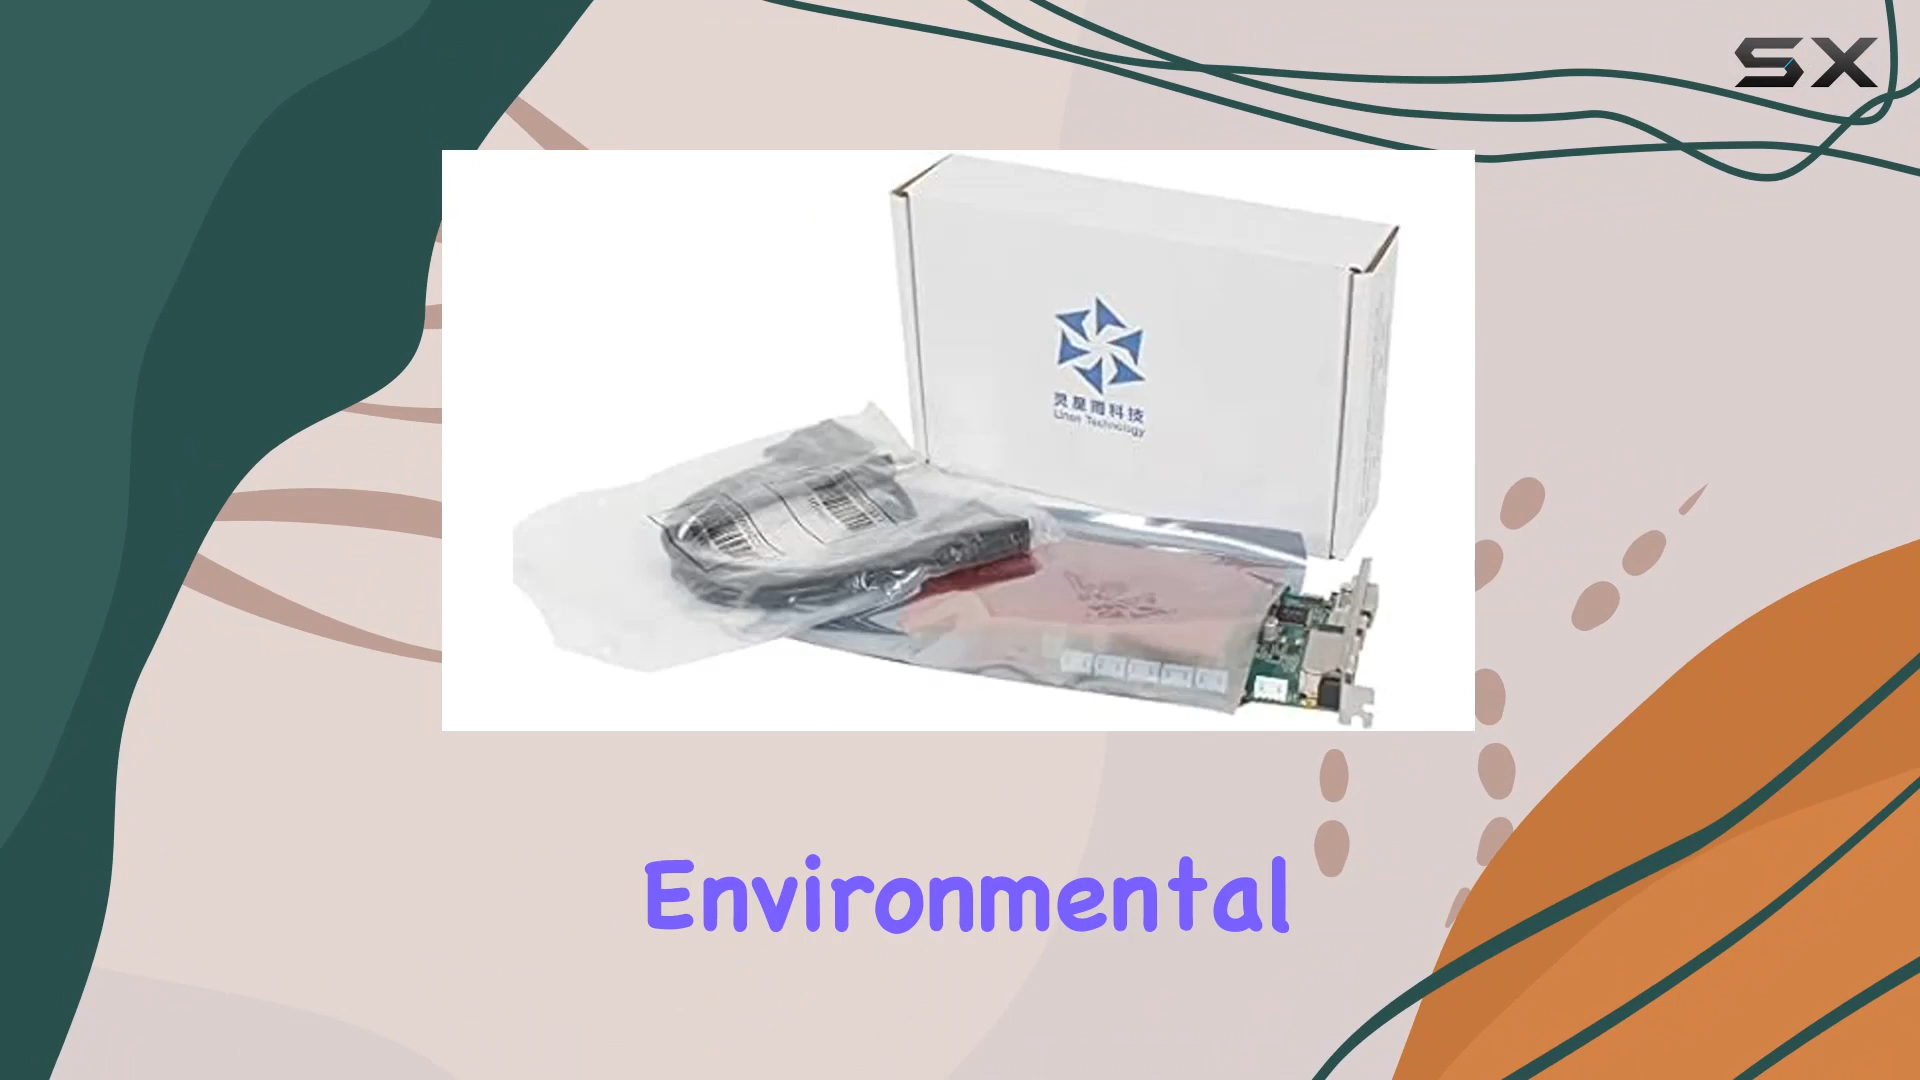 SX
灵星雨科技
Linsn Technology
Environmental